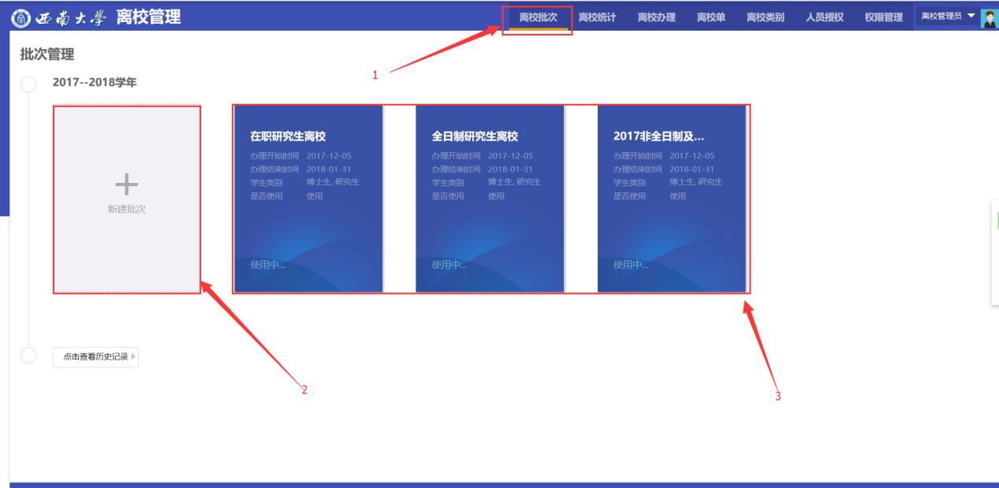 西南大学 离校管理
离校批次 离校统计 离校办理 离校单 离校类别 人员授权 权限管理 离校管理员
批次管理
1
2017--2018学年
新建批次
在职研究生离校
办理开始时间 2017-12-05
办理结束时间 2018-01-31
学生类别 博士生, 研究生
是否使用 使用
使用中...
全日制研究生离校
办理开始时间 2017-12-05
办理结束时间 2018-01-31
学生类别 博士生, 研究生
是否使用 使用
使用中...
2017非全日制及...
办理开始时间 2017-12-05
办理结束时间 2018-01-31
学生类别 博士生, 研究生
是否使用 使用
使用中...
点击查看历史记录
2
3